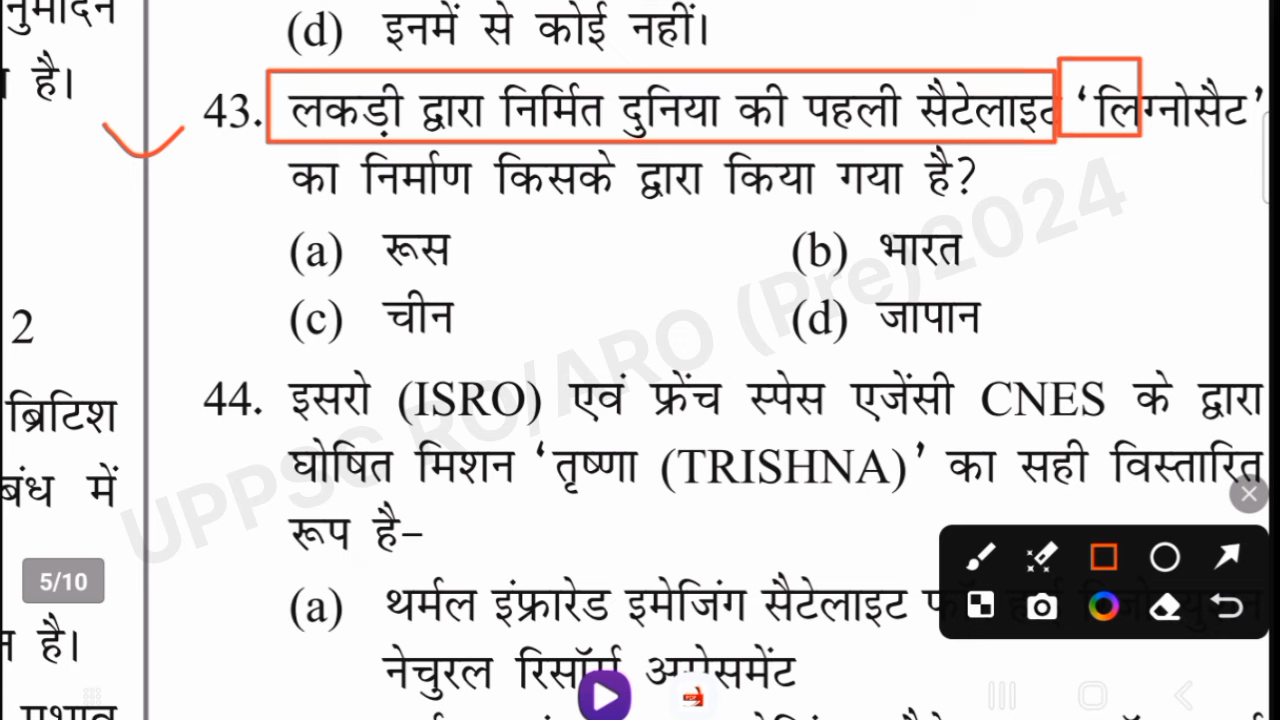 (d) इनमें से कोई नहीं।
है।
43. लकड़ी द्वारा निर्मित दुनिया की पहली सैटेलाइट ‘लिग्नोसैट’
का निर्माण किसके द्वारा किया गया है?
(a) रूस (b) भारत
(c) चीन (d) जापान
2
ब्रिटिश
44. इसरो (ISRO) एवं फ्रेंच स्पेस एजेंसी CNES के द्वारा
घोषित मिशन ‘तृष्णा (TRISHNA)’ का सही विस्तारित
में
रूप है–
5/10
(a) थर्मल इंफ्रारेड इमेजिंग सैटेलाइट
है।
नेचुरल
UPPSC RO/ARO (Pre) 2024